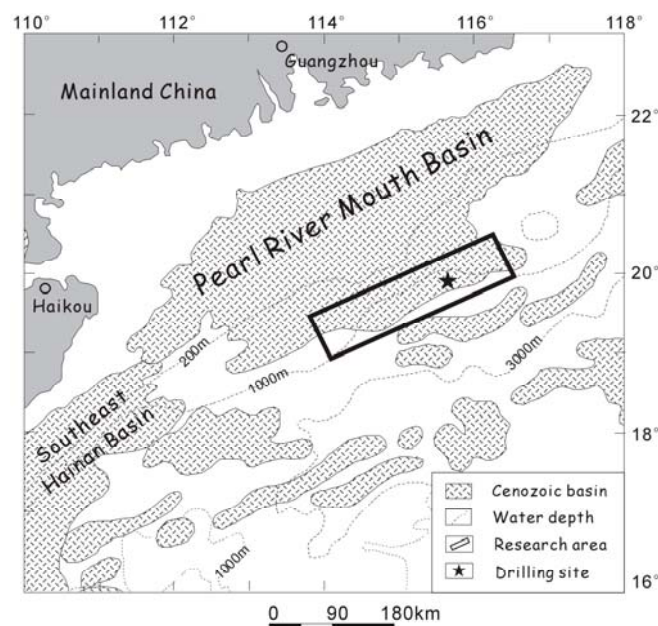 110° 112° 114° 116° 118°
Guangzhou
Mainland China
22°
Pearl River Mouth Basin
20°
Haikou
200m
1000m
3000m
Southeast
Hainan Basin
18°
Cenozoic basin
Water depth
Research area
Drilling site
1000m
16°
0 90 180km